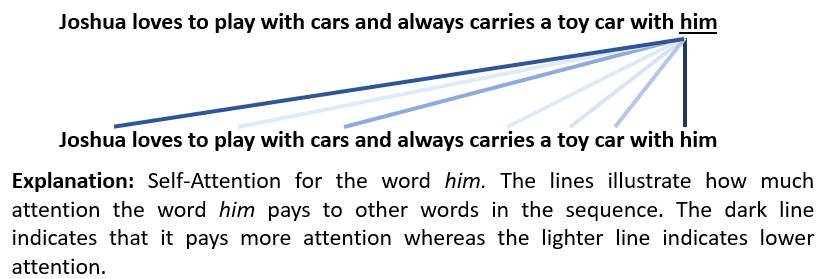 Joshua loves to play with cars and always carries a toy car with him
Joshua loves to play with cars and always carries a toy car with him
Explanation: Self-Attention for the word him. The lines illustrate how much
attention the word him pays to other words in the sequence. The dark line
indicates that it pays more attention whereas the lighter line indicates lower
attention.